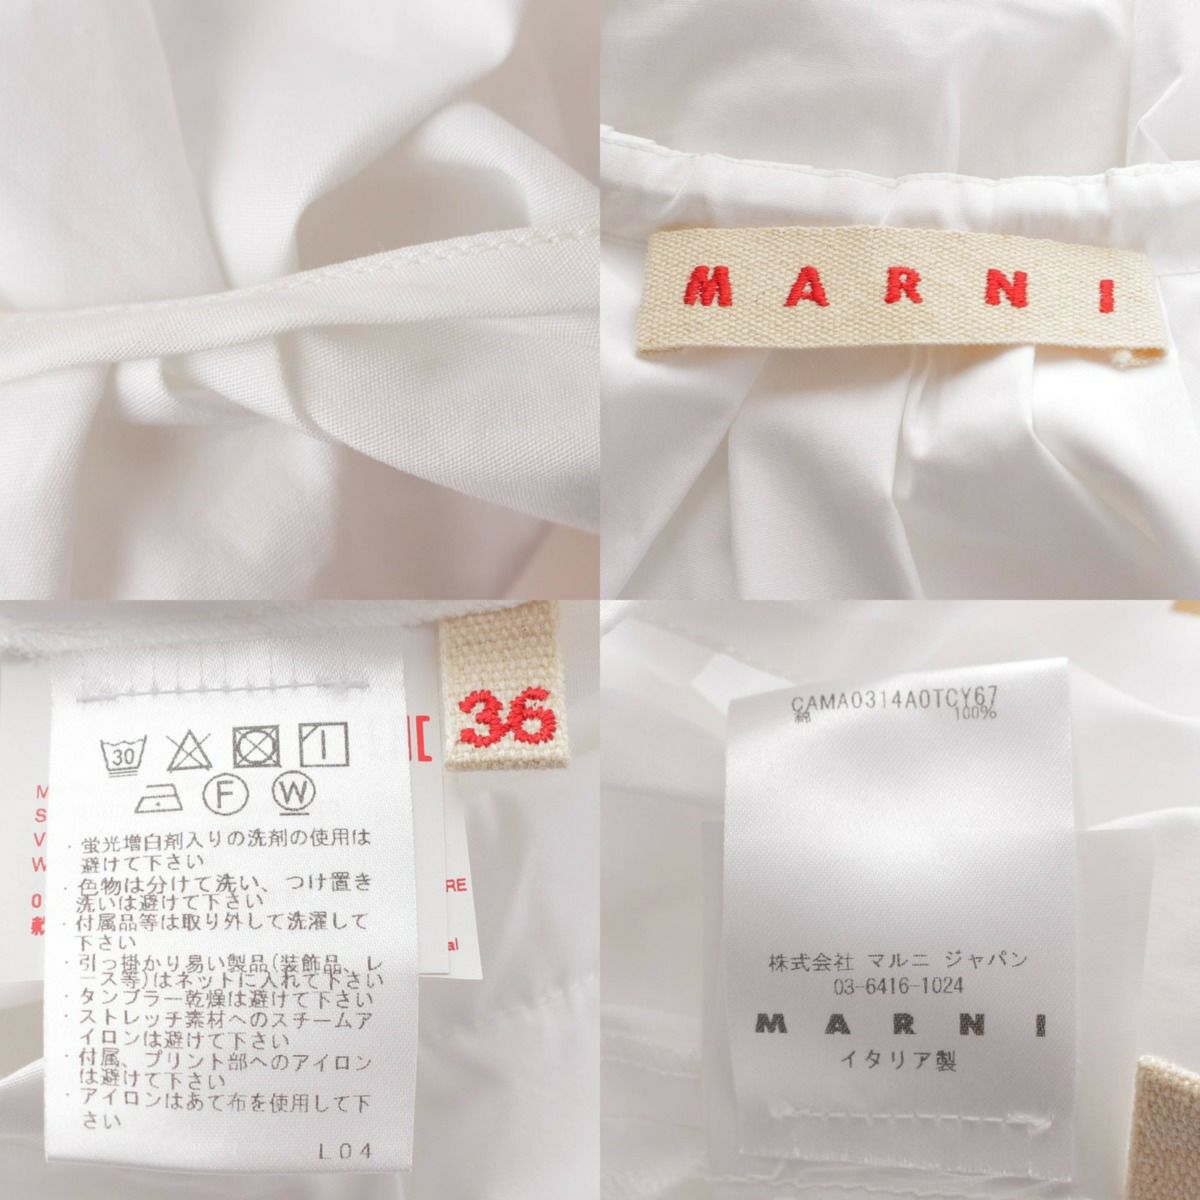 M A R N I
36
30
F
W
M
S
V
W
0
RE
al
・蛍光増白剤入りの洗剤の使用は
避けて下さい
・色物は分けて洗い、つけ置き
洗いは避けて下さい
・付属品等は取り外して洗濯して
下さい
・引っ掛かり易い製品(装飾品、レ
ース等)はネットに入れて下さい
・タンブラー乾燥は避けて下さい
・ストレッチ素材へのスチームア
イロンは避けて下さい
・付属、プリント部へのアイロン
は避けて下さい
・アイロンはあて布を使用して下
さい
L04
CAMA0314A0TCY67
綿 100%
株式会社 マルニ ジャパン
03-6416-1024
M A R N I
イタリア製